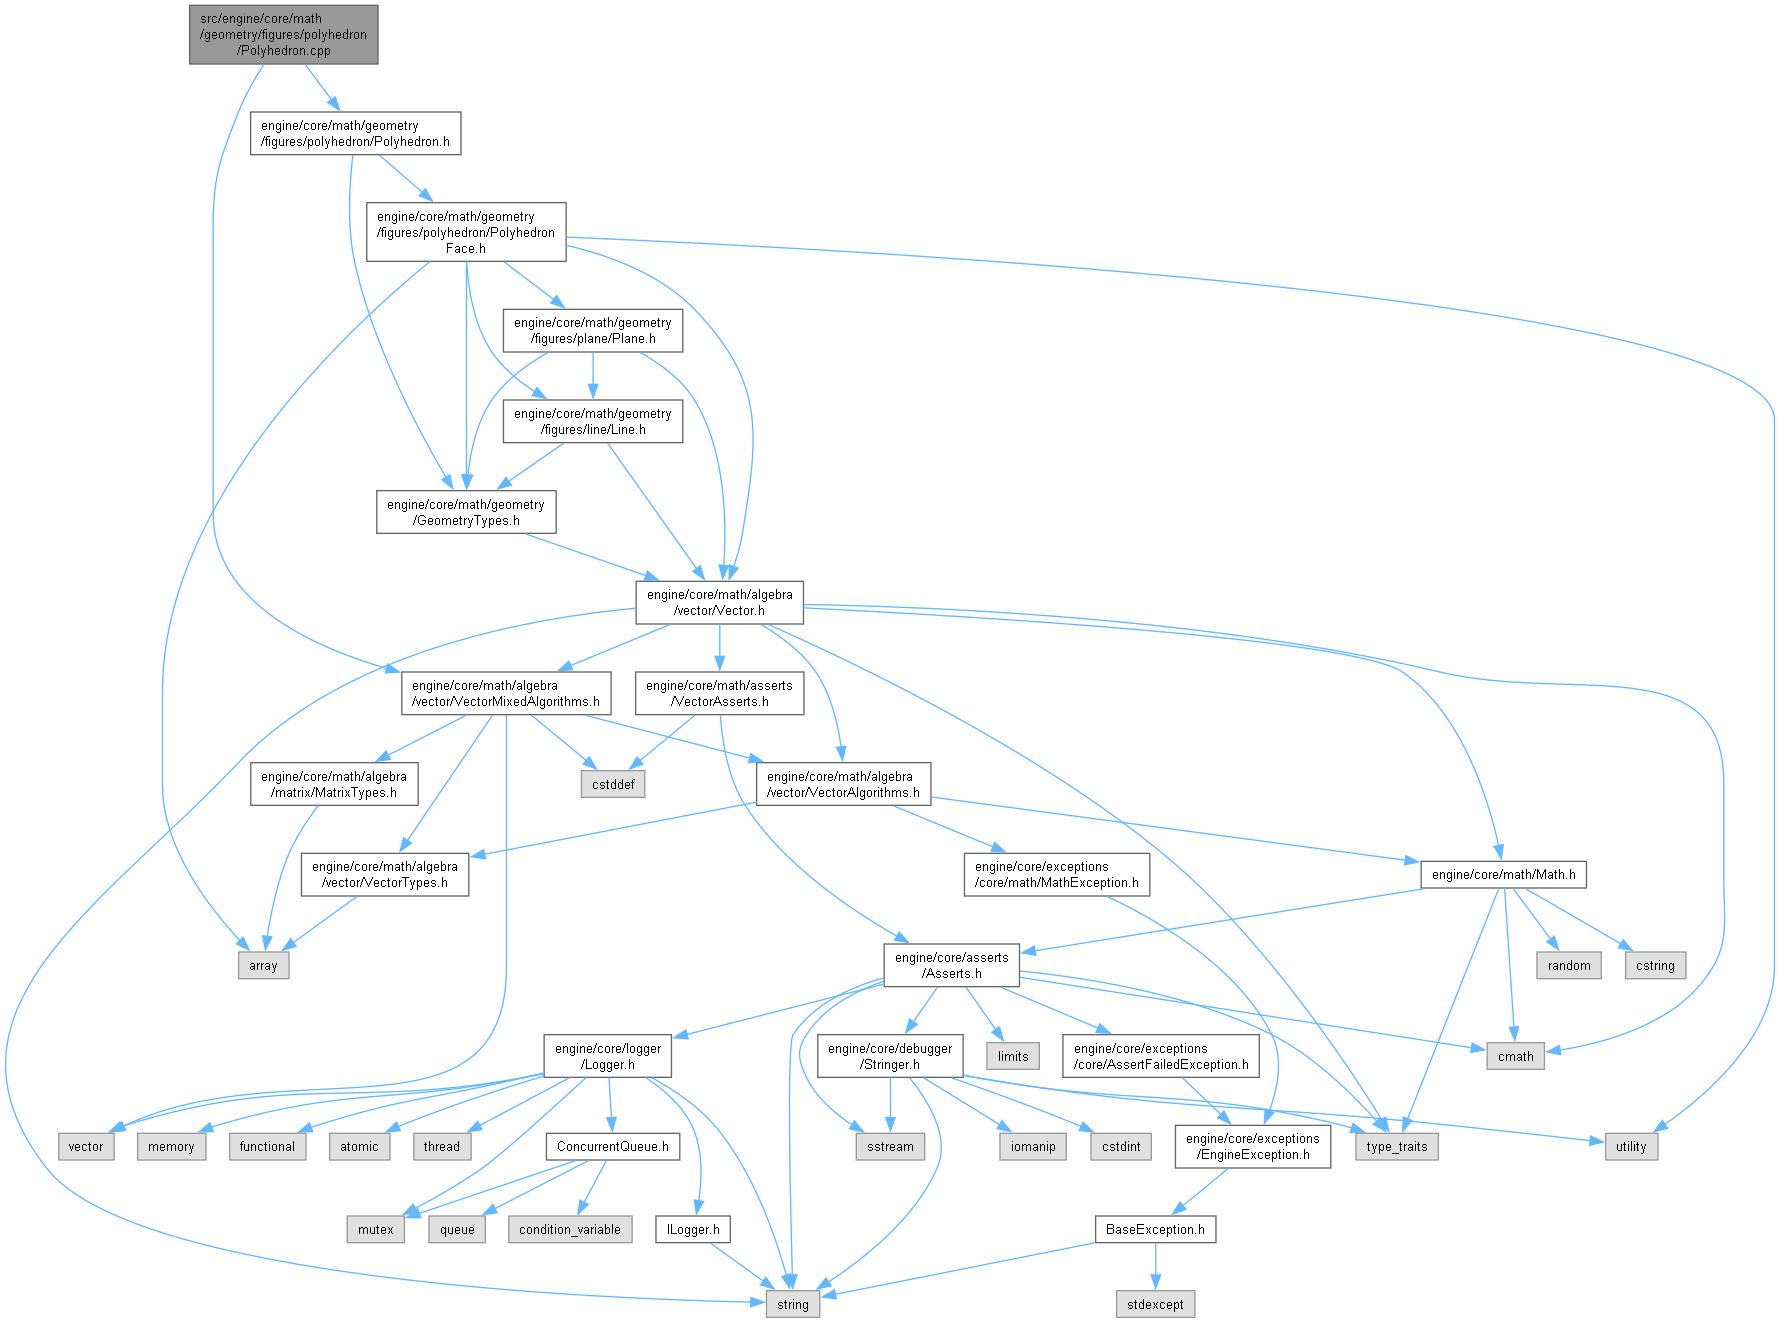 src/engine/core/math
/geometry/figures/polyhedron
/Polyhedron.cpp
engine/core/math/geometry
/figures/polyhedron/Polyhedron.h
engine/core/math/geometry
/figures/polyhedron/Polyhedron
Face.h
engine/core/math/geometry
/figures/plane/Plane.h
engine/core/math/geometry
/figures/line/Line.h
engine/core/math/geometry
/GeometryTypes.h
engine/core/math/algebra
/vector/Vector.h
engine/core/math/algebra
/vector/VectorMixedAlgorithms.h
engine/core/math/asserts
/VectorAsserts.h
engine/core/math/algebra
/matrix/MatrixTypes.h
cstddef
engine/core/math/algebra
/vector/VectorAlgorithms.h
engine/core/math/algebra
/vector/VectorTypes.h
engine/core/exceptions
/core/math/MathException.h
engine/core/math/Math.h
array
engine/core/asserts
/Asserts.h
random
cstring
engine/core/logger
/Logger.h
engine/core/debugger
/Stringer.h
limits
engine/core/exceptions
/core/AssertFailedException.h
cmath
vector
memory
functional
atomic
thread
ConcurrentQueue.h
sstream
iomanip
cstdint
engine/core/exceptions
/EngineException.h
type_traits
utility
mutex
queue
condition_variable
ILogger.h
BaseException.h
string
stdexcept